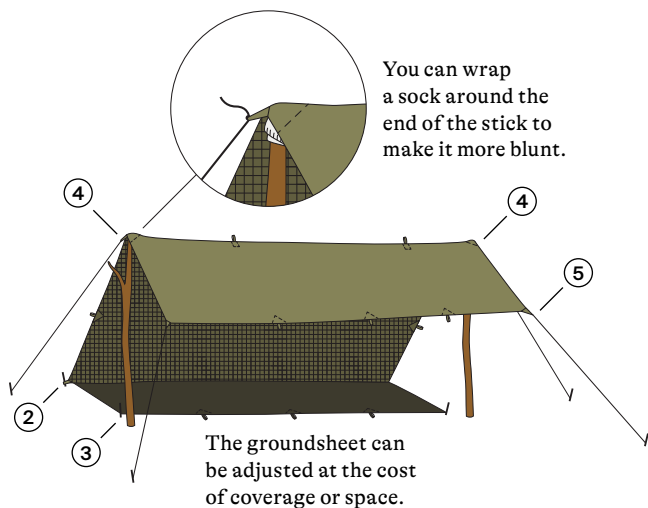 You can wrap
a sock around the
end of the stick to
make it more blunt.
4
4
5
2
3
The groundsheet can
be adjusted at the cost
of coverage or space.